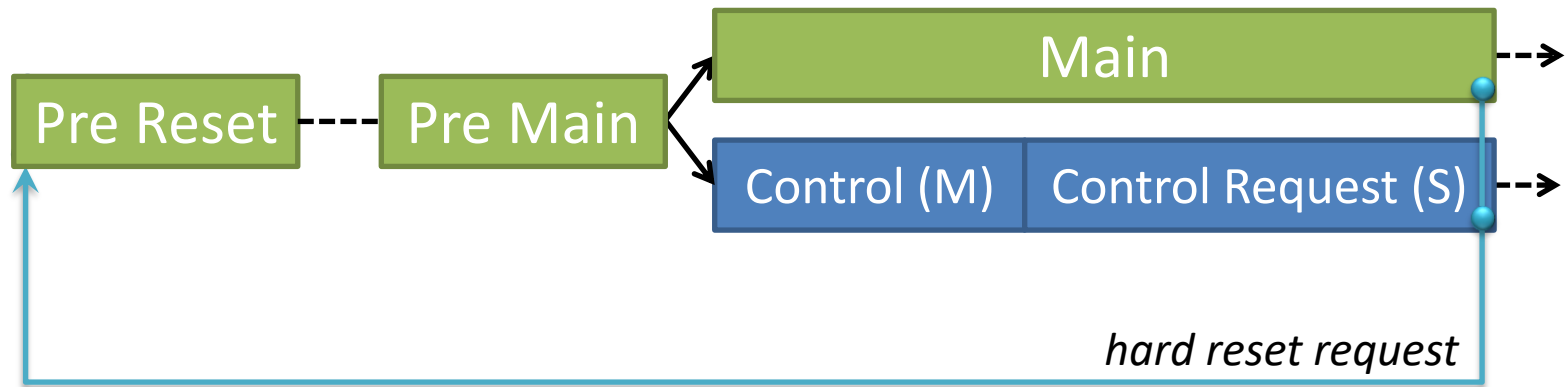 Main
Pre Reset
Pre Main
Control (M)
Control Request (S)
hard reset request